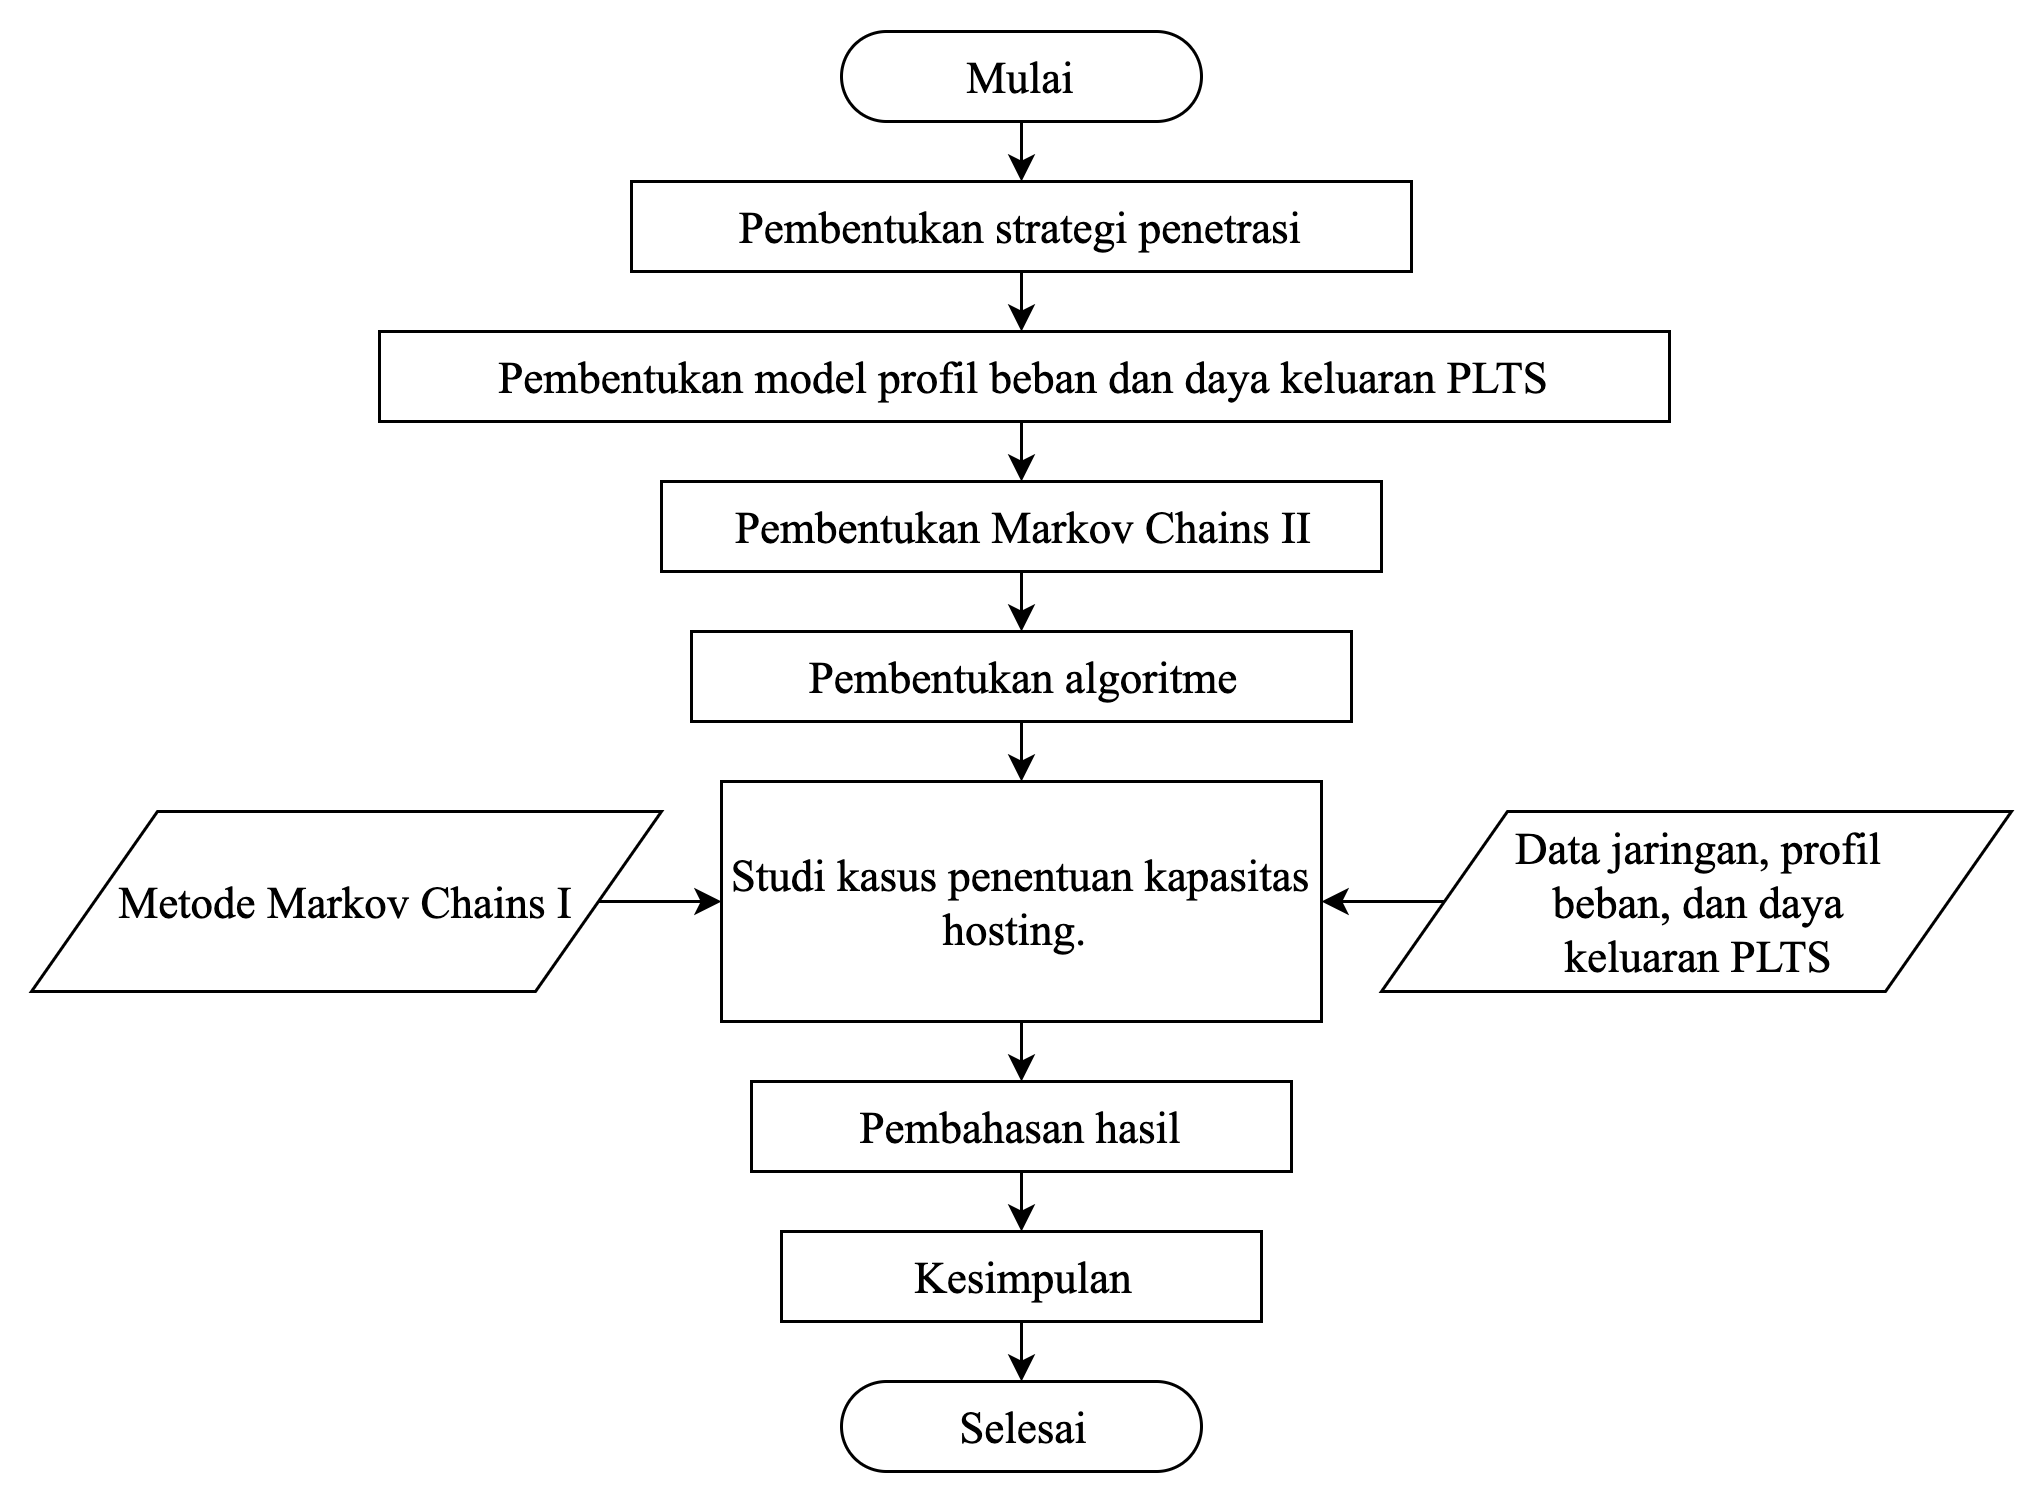 Mulai
Pembentukan strategi penetrasi
Pembentukan model profil beban dan daya keluaran PLTS
Pembentukan Markov Chains II
Pembentukan algoritme
Metode Markov Chains I
Studi kasus penentuan kapasitas
hosting.
Data jaringan, profil
beban, dan daya
keluaran PLTS
Pembahasan hasil
Kesimpulan
Selesai